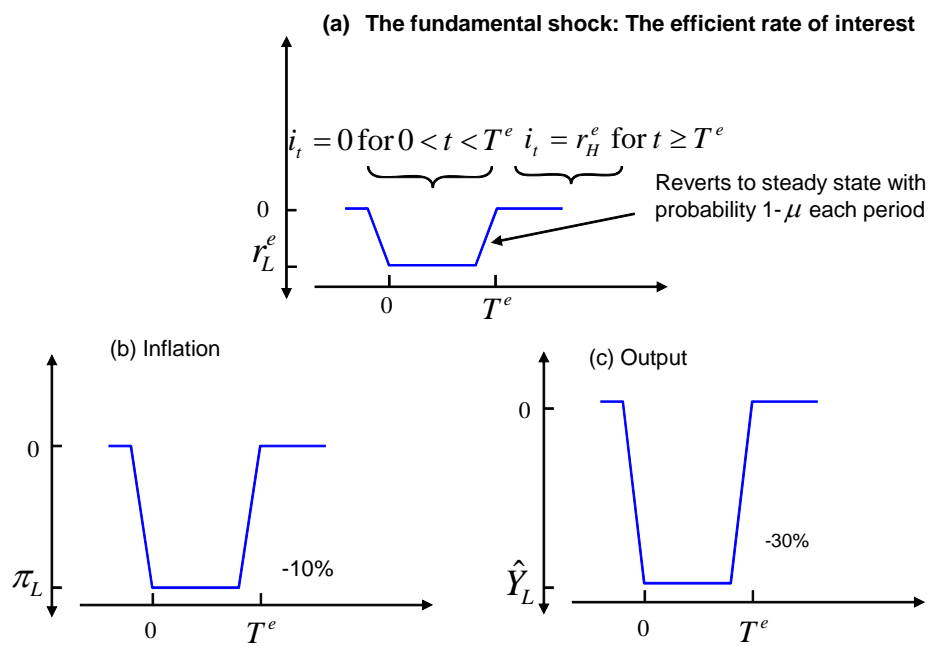 (a) The fundamental shock: The efficient rate of interest
i_t = 0 for 0 < t < T^e i_t = r_H^e for t ≥ T^e
Reverts to steady state with
probability 1- μ each period
0
r_L^e
0
T^e
(b) Inflation
0
-10%
π_L
0
T^e
(c) Output
0
-30%
Ŷ_L
0
T^e